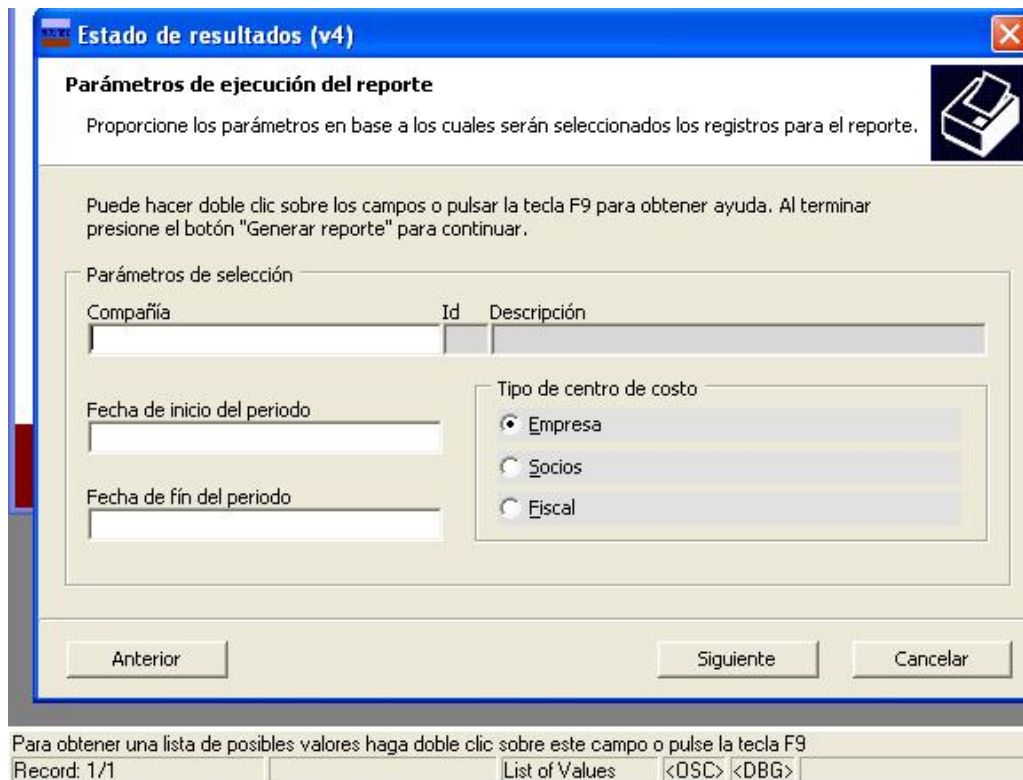 Estado de resultados (v4)
Parámetros de ejecución del reporte
Proporcione los parámetros en base a los cuales serán seleccionados los registros para el reporte.
Puede hacer doble clic sobre los campos o pulsar la tecla F9 para obtener ayuda. Al terminar
presione el botón "Generar reporte" para continuar.
Parámetros de selección
Compañía Id Descripción
Tipo de centro de costo
Fecha de inicio del periodo
Empresa
Socios
Fecha de fín del periodo
Fiscal
Anterior Siguiente Cancelar
Para obtener una lista de posibles valores haga doble clic sobre este campo o pulse la tecla F9
Record: 1/1 List of Values <OSC> <DBG>